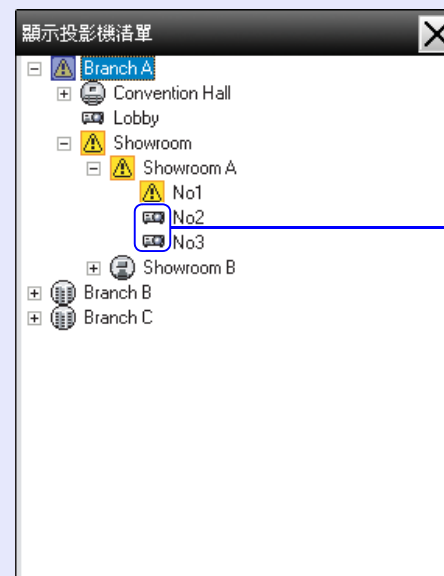 顯示投影機清單
Branch A
Convention Hall
Lobby
Showroom
Showroom A
No1
No2
No3
Showroom B
Branch B
Branch C